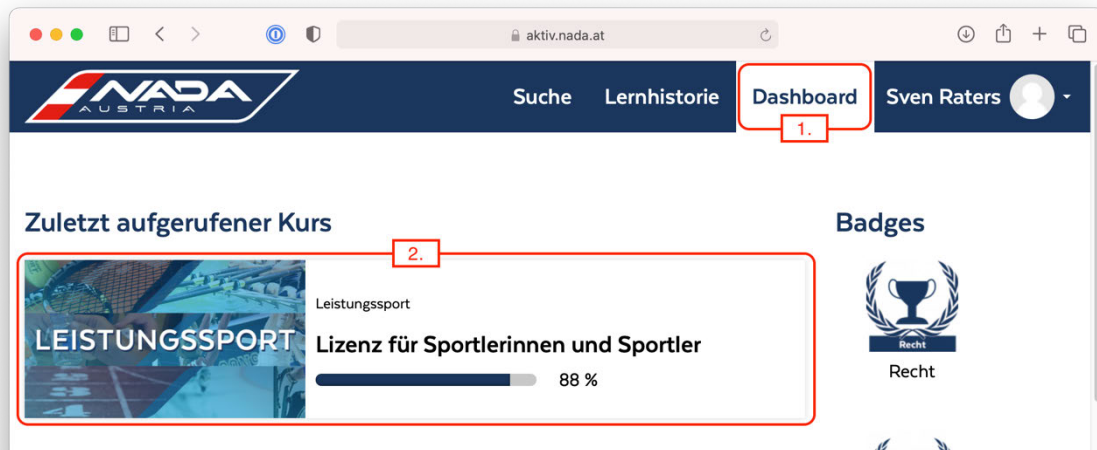 aktiv.nada.at
NADA
AUSTRIA
Suche
Lernhistorie
Dashboard
Sven Raters
1.
Zuletzt aufgerufener Kurs
Badges
2.
LEISTUNGSSPORT
Leistungssport
Lizenz für Sportlerinnen und Sportler
88 %
Recht
Recht